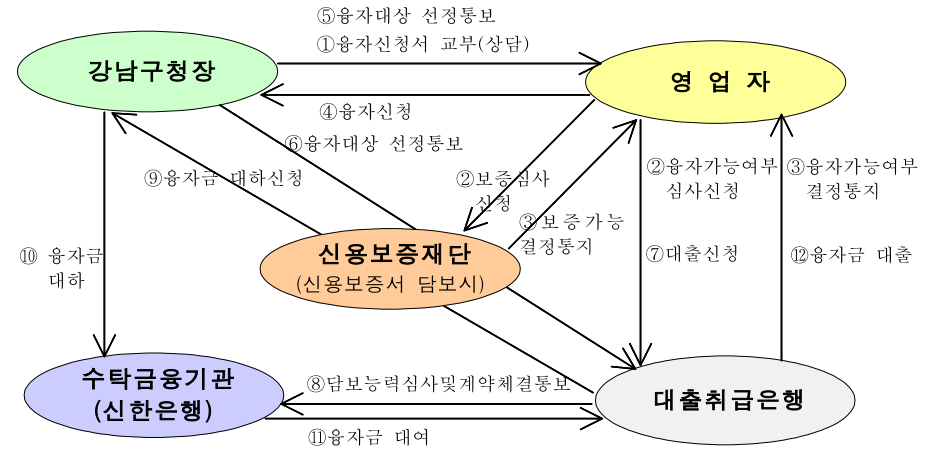 ⑤융자대상 선정통보
①융자신청서 교부(상담)
강남구청장
영 업 자
④융자신청
⑥융자대상 선정통보
⑨융자금 대하신청
②보증심사
신청
②융자가능여부
심사신청
③융자가능여부
결정통지
③보증가능
결정통지
신용보증재단
(신용보증서 담보시)
⑩ 융자금
대하
⑦대출신청
⑫융자금 대출
수탁금융기관
(신한은행)
⑧담보능력심사및계약체결통보
대출취급은행
⑪융자금 대여